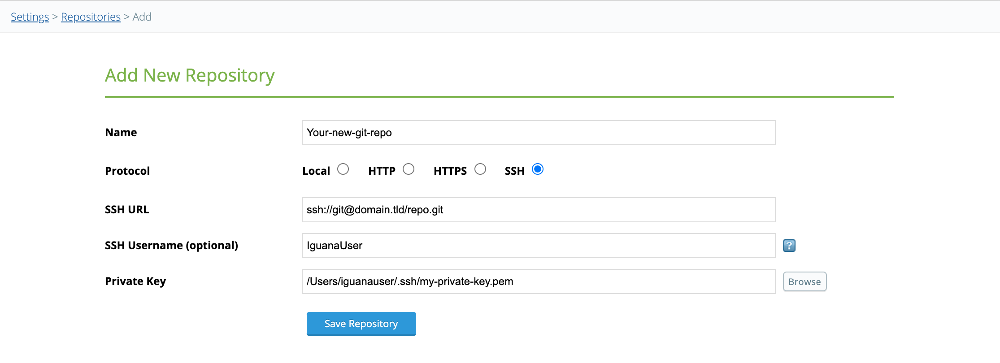 Settings > Repositories > Add
Add New Repository
Name Your-new-git-repo
Protocol Local HTTP HTTPS SSH
SSH URL ssh://git@domain.tld/repo.git
SSH Username (optional) IguanaUser ?
Private Key /Users/iguanauser/.ssh/my-private-key.pem Browse
Save Repository